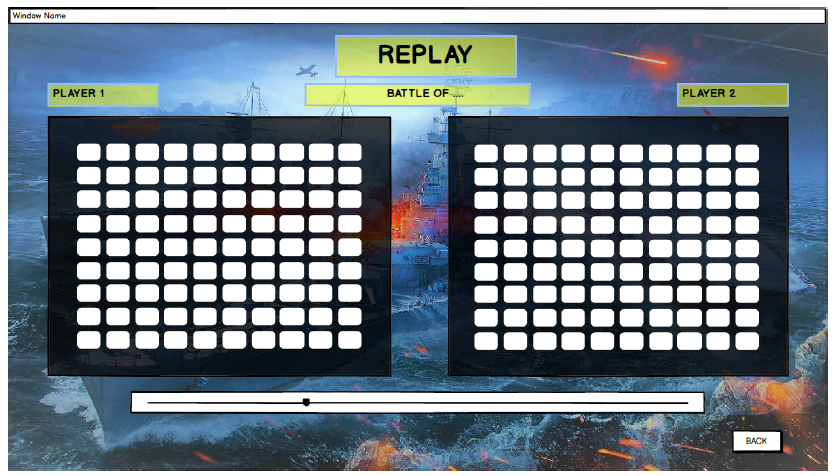 Window Name
REPLAY
PLAYER 1
BATTLE OF ....
PLAYER 2
BACK